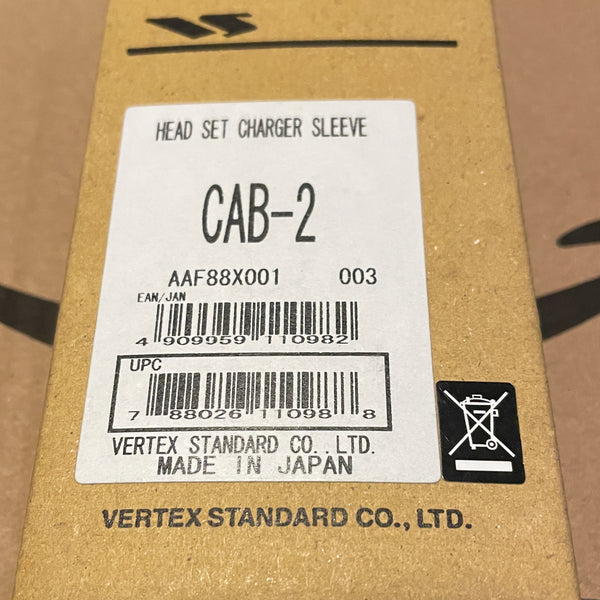 VS
HEAD SET CHARGER SLEEVE
CAB-2
AAF88X001 003
EAN/JAN
4 909959 110982
UPC
7 88026 11098 8
VERTEX STANDARD CO.,LTD.
MADE IN JAPAN
VERTEX STANDARD CO., LTD.